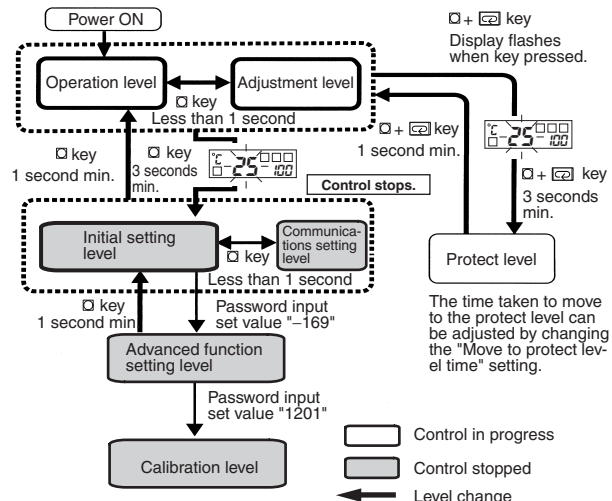 Power ON
Operation level
Adjustment level
key
Less than 1 second
key
1 second min.
key
3 seconds
min.
°C
25
100
Control stops.
+ key
Display flashes
when key pressed.
°C
25
100
+ key
1 second min.
+ key
3 seconds
min.
Protect level
The time taken to move
to the protect level can
be adjusted by changing
the "Move to protect lev-
el time" setting.
Initial setting
level
key
Less than 1 second
Communica-
tions setting
level
key
1 second min
Password input
set value "–169"
Advanced function
setting level
Password input
set value "1201"
Calibration level
Control in progress
Control stopped
Level change